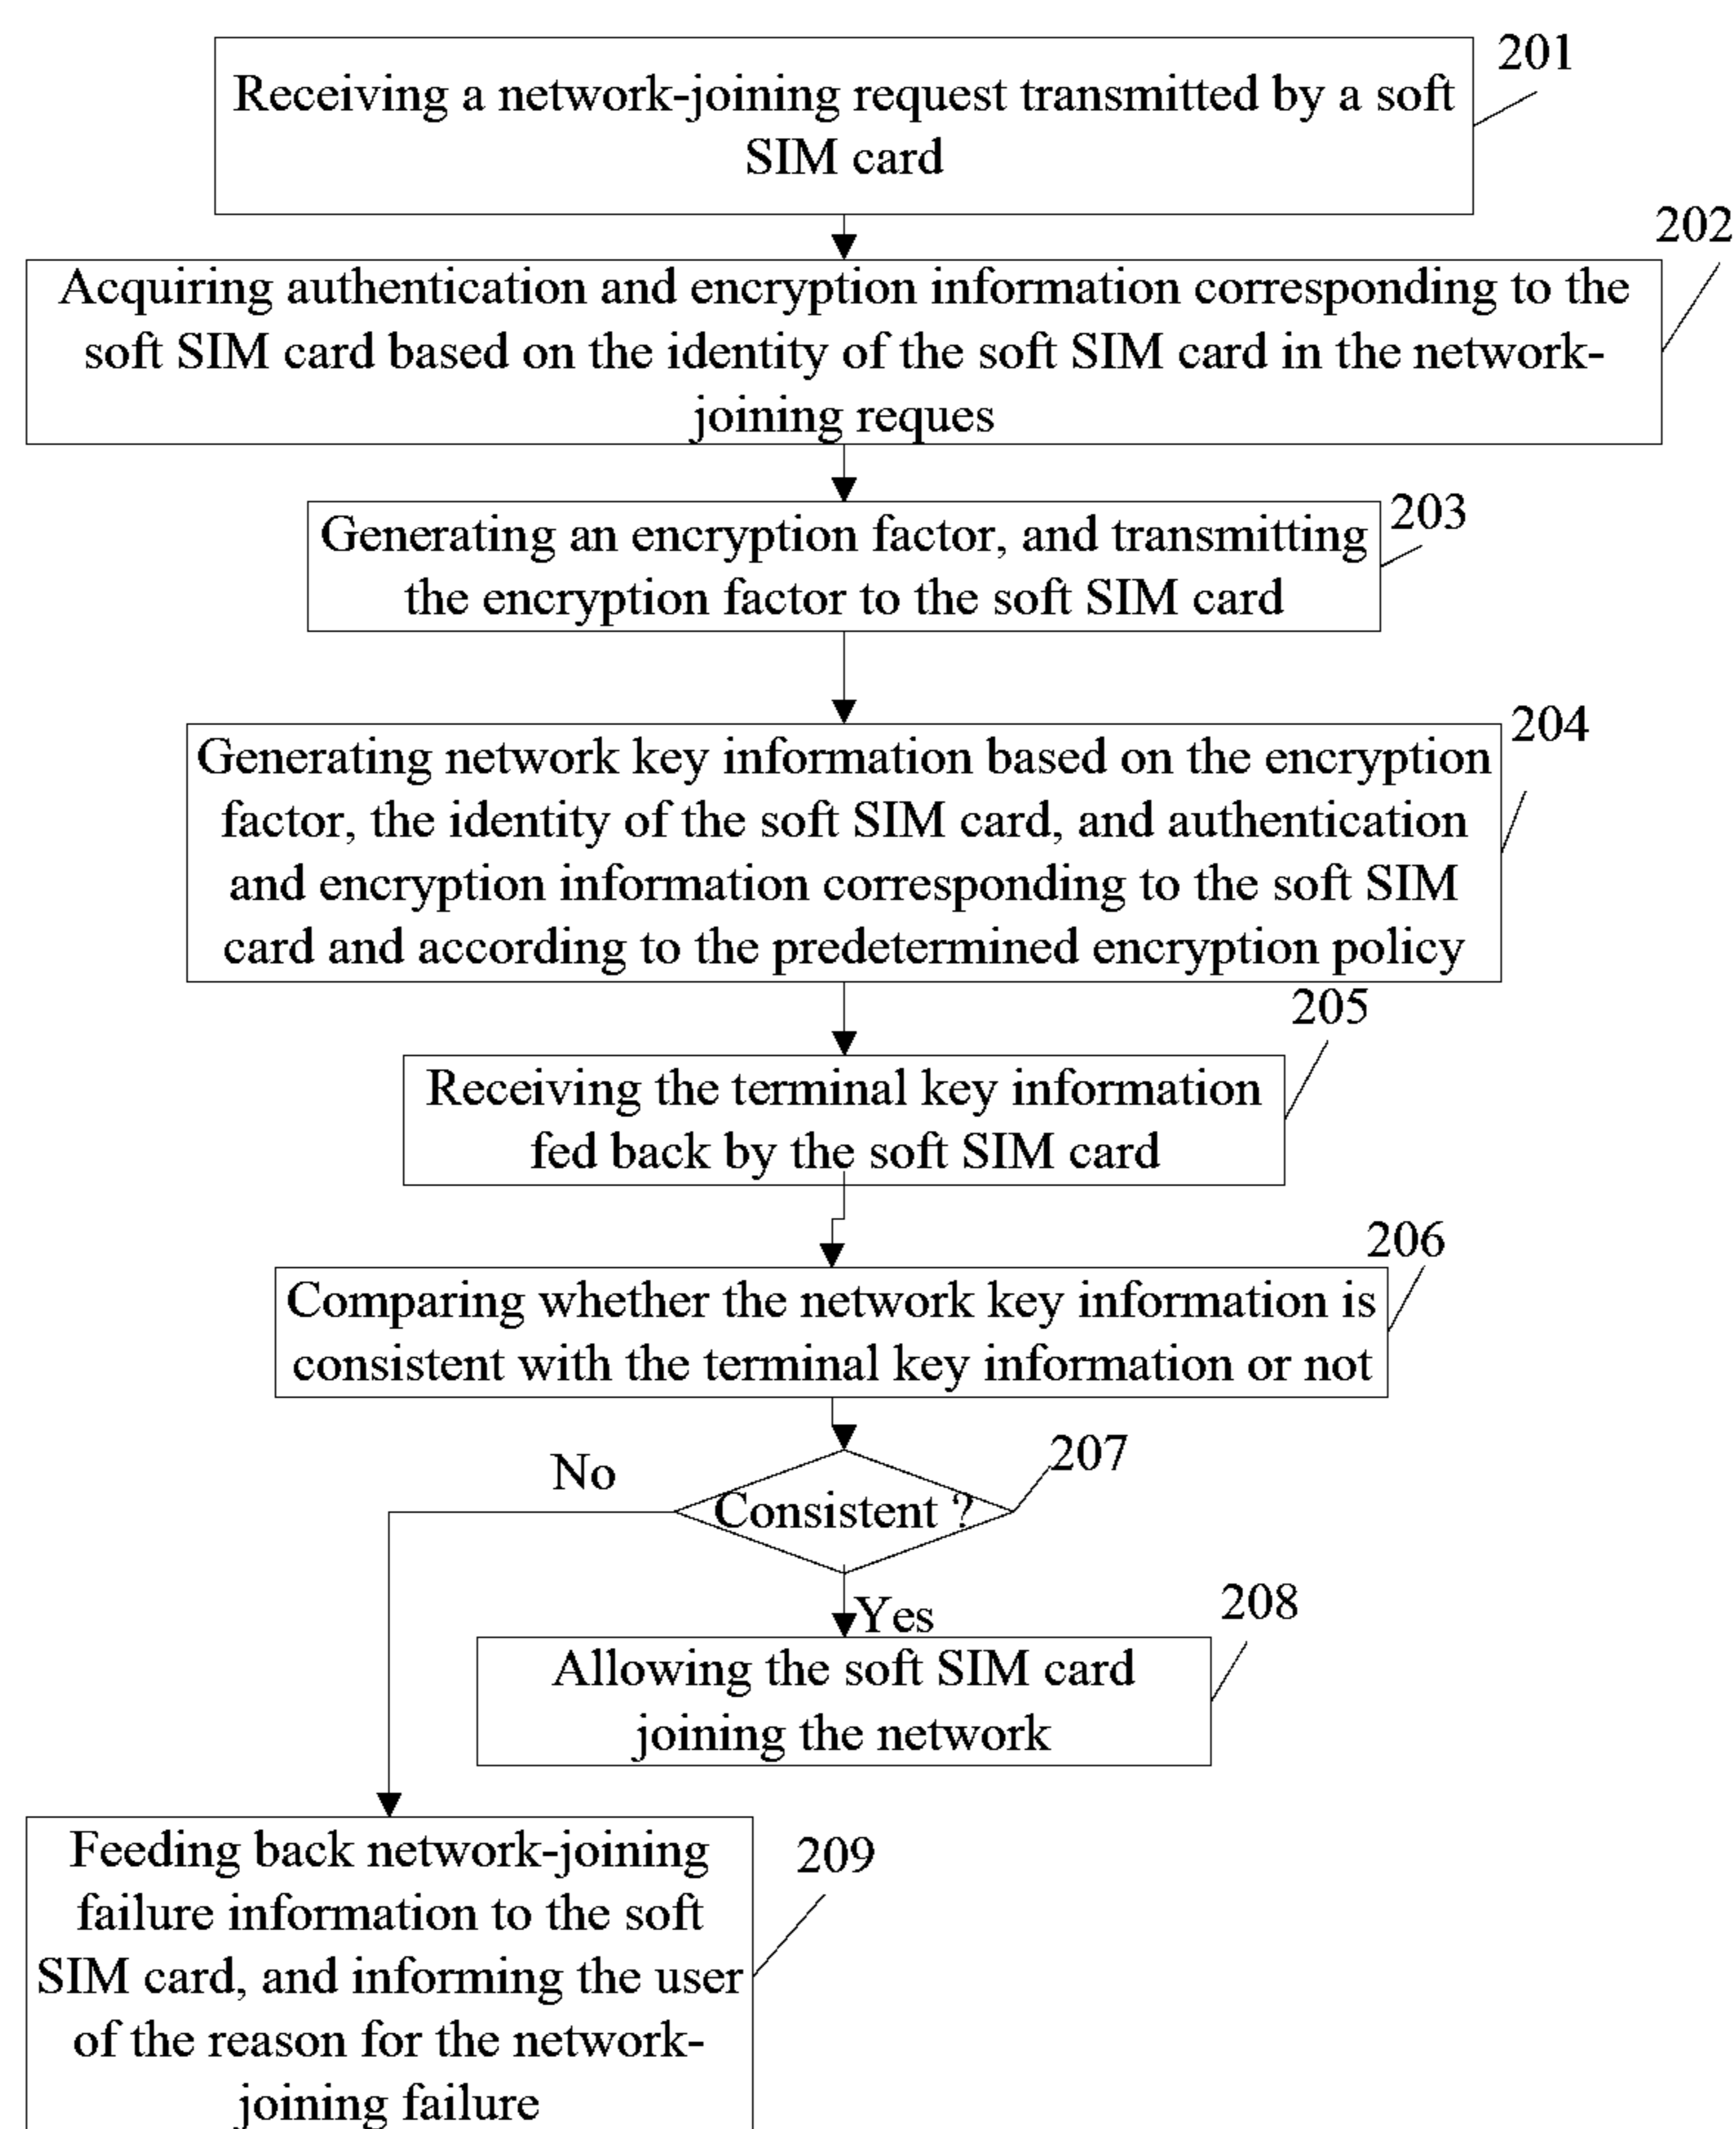 201
Receiving a network-joining request transmitted by a soft
SIM card
202
Acquiring authentication and encryption information corresponding to the
soft SIM card based on the identity of the soft SIM card in the network-
joining reques
203
Generating an encryption factor, and transmitting
the encryption factor to the soft SIM card
204
Generating network key information based on the encryption
factor, the identity of the soft SIM card, and authentication
and encryption information corresponding to the soft SIM
card and according to the predetermined encryption policy
205
Receiving the terminal key information
fed back by the soft SIM card
206
Comparing whether the network key information is
consistent with the terminal key information or not
207
No
Consistent ?
Yes
208
Allowing the soft SIM card
joining the network
209
Feeding back network-joining
failure information to the soft
SIM card, and informing the user
of the reason for the network-
joining failure